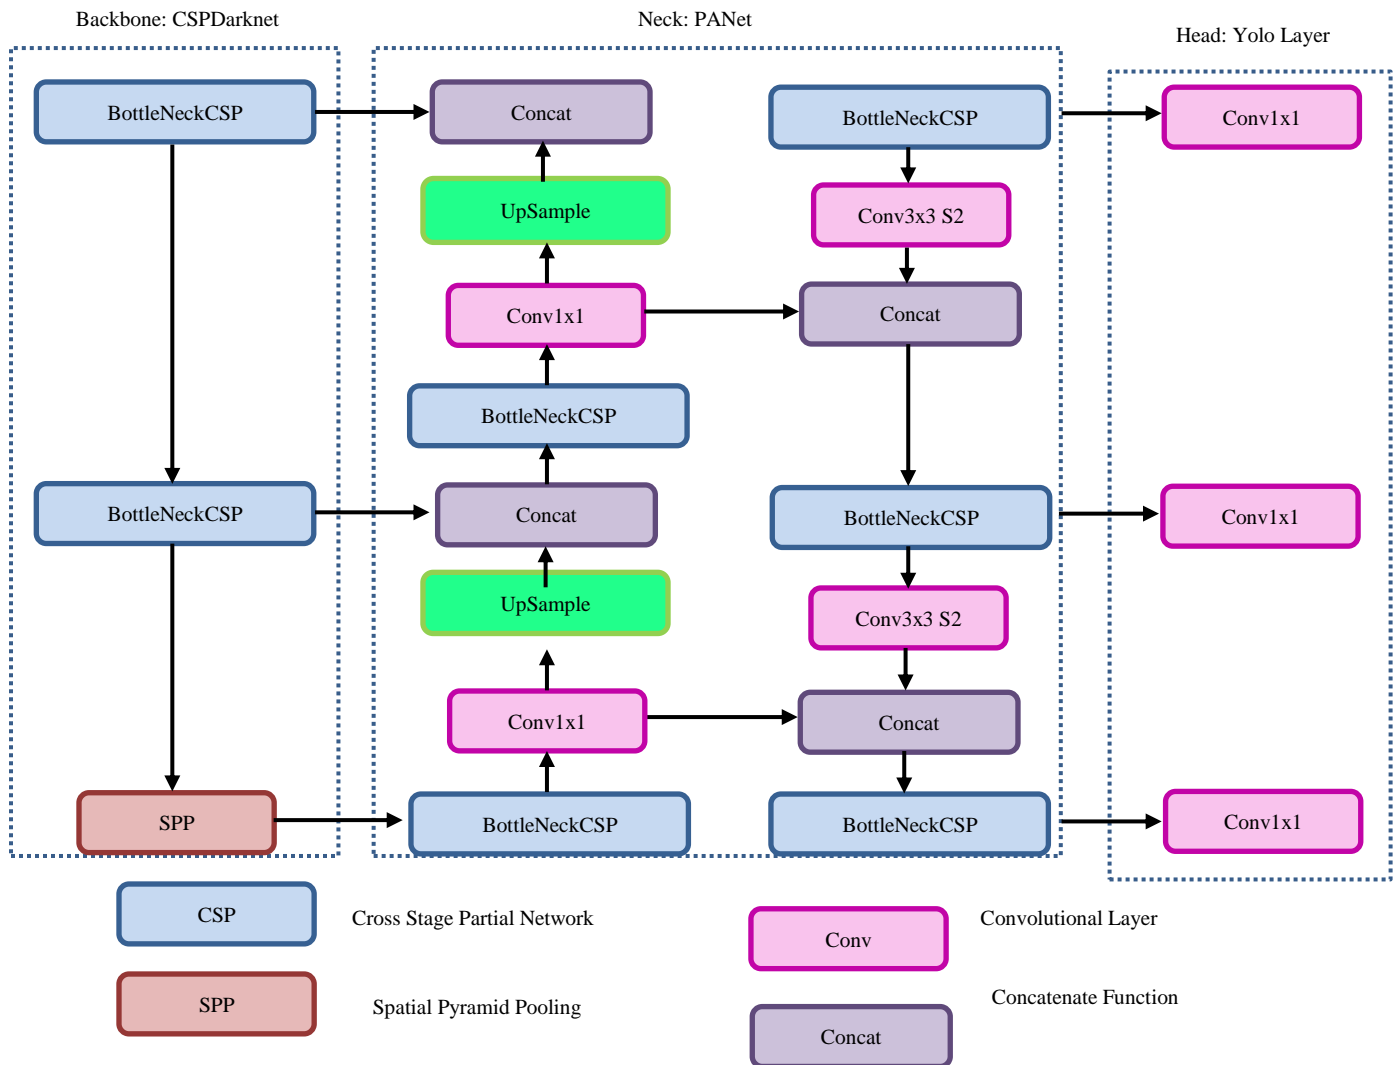 Backbone: CSPDarknet
Neck: PANet
Head: Yolo Layer
BottleNeckCSP
Concat
BottleNeckCSP
Conv1x1
UpSample
Conv3x3 S2
Conv1x1
Concat
BottleNeckCSP
BottleNeckCSP
Concat
BottleNeckCSP
Conv1x1
UpSample
Conv3x3 S2
Conv1x1
Concat
SPP
BottleNeckCSP
BottleNeckCSP
Conv1x1
CSP
Cross Stage Partial Network
Conv
Convolutional Layer
SPP
Spatial Pyramid Pooling
Concat
Concatenate Function